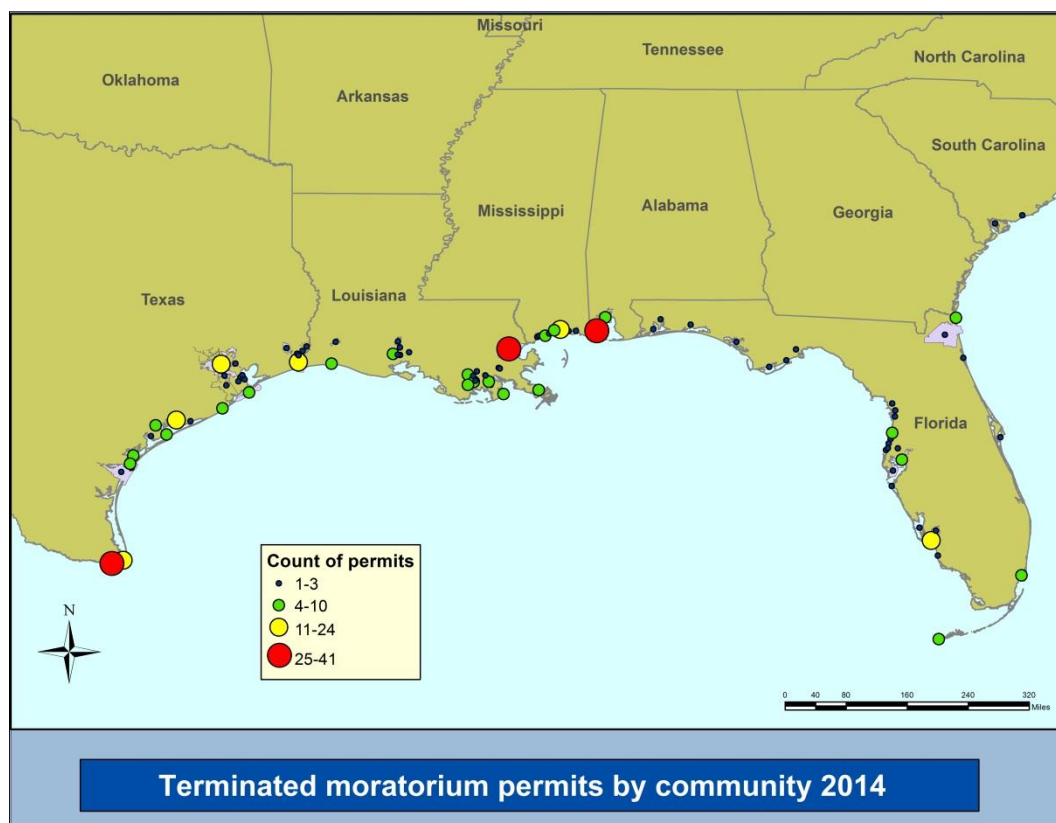 Missouri
Tennessee
North Carolina
Oklahoma
Arkansas
South Carolina
Mississippi
Alabama
Georgia
Texas
Louisiana
Florida
Count of permits
1-3
4-10
11-24
25-41
N
0 40 80 160 240 320
Miles
Terminated moratorium permits by community 2014